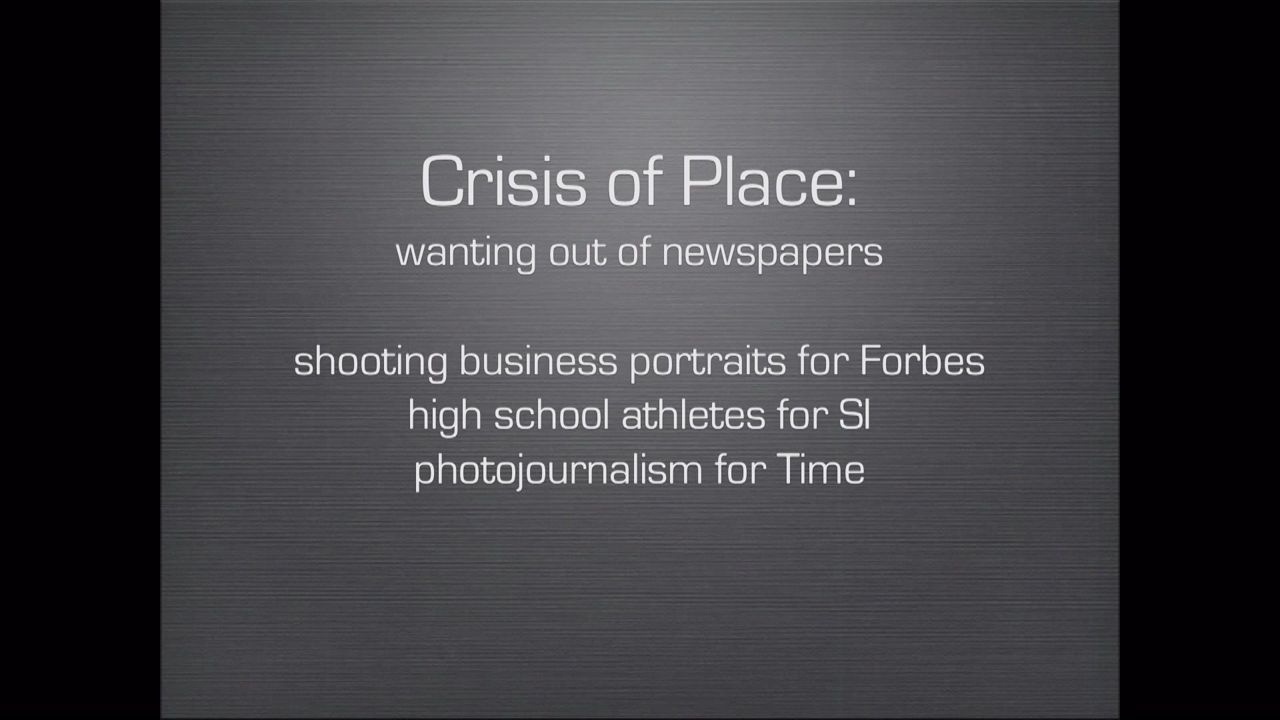 Crisis of Place:
wanting out of newspapers
shooting business portraits for Forbes
high school athletes for SI
photojournalism for Time